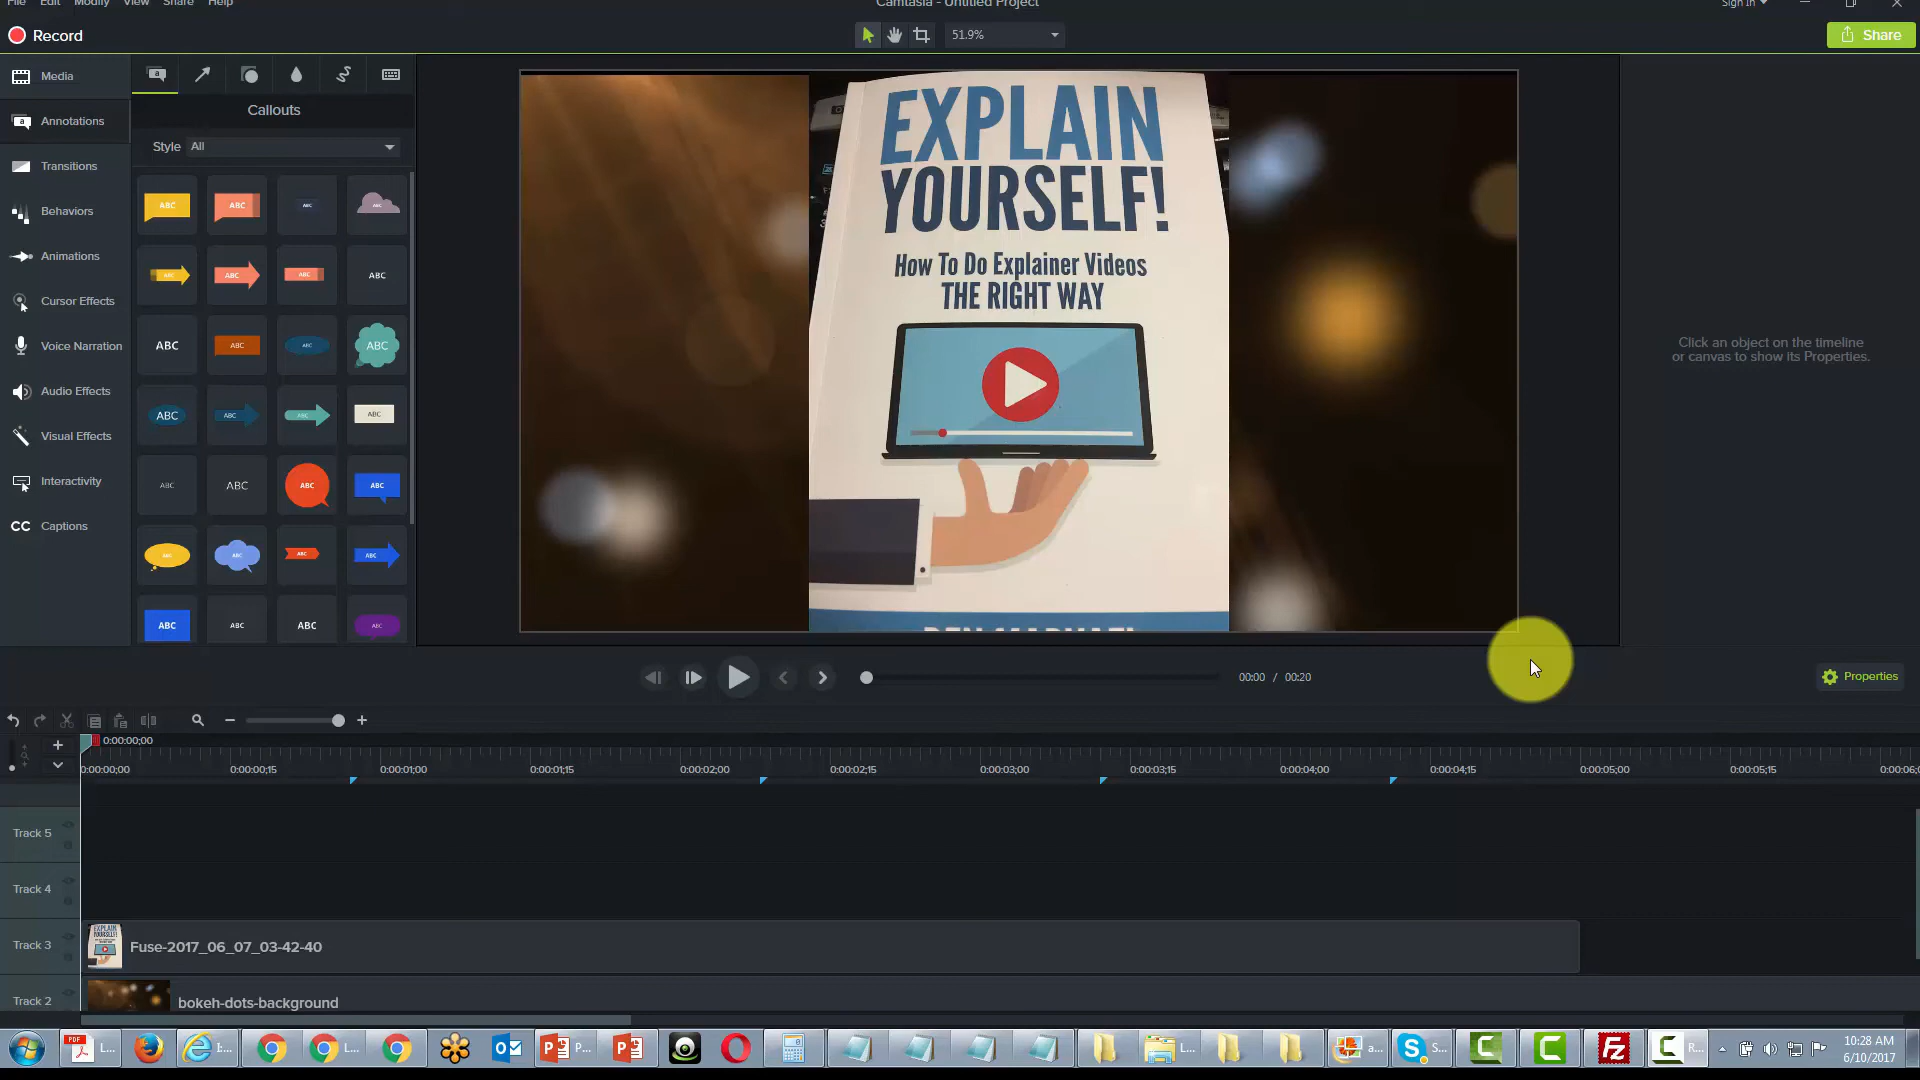 File Edit Modify View Share Help
Camtasia - Untitled Project
Sign In
Record
51.9%
Share
Media
Annotations
Transitions
Behaviors
Animations
Cursor Effects
Voice Narration
Audio Effects
Visual Effects
Interactivity
CC Captions
a
Callouts
Style All
ABC ABC ABC ABC
ABC ABC ABC ABC
ABC ABC ABC ABC
ABC ABC ABC ABC
ABC ABC ABC ABC
ABC ABC ABC ABC
ABC ABC ABC ABC
EXPLAIN
YOURSELF!
How To Do Explainer Videos
THE RIGHT WAY
Click an object on the timeline
or canvas to show its Properties.
00:00 / 00:20
Properties
0:00:00;00
0:00:00;00 0:00:00;15 0:00:01;00 0:00:01;15 0:00:02;00 0:00:02;15 0:00:03;00 0:00:03;15 0:00:04;00 0:00:04;15 0:00:05;00 0:00:05;15
Track 5
Track 4
Track 3
Fuse-2017_06_07_03-42-40
Track 2
bokeh-dots-background
PDF L... L... P... L... a... S... R...
10:28 AM
6/10/2017